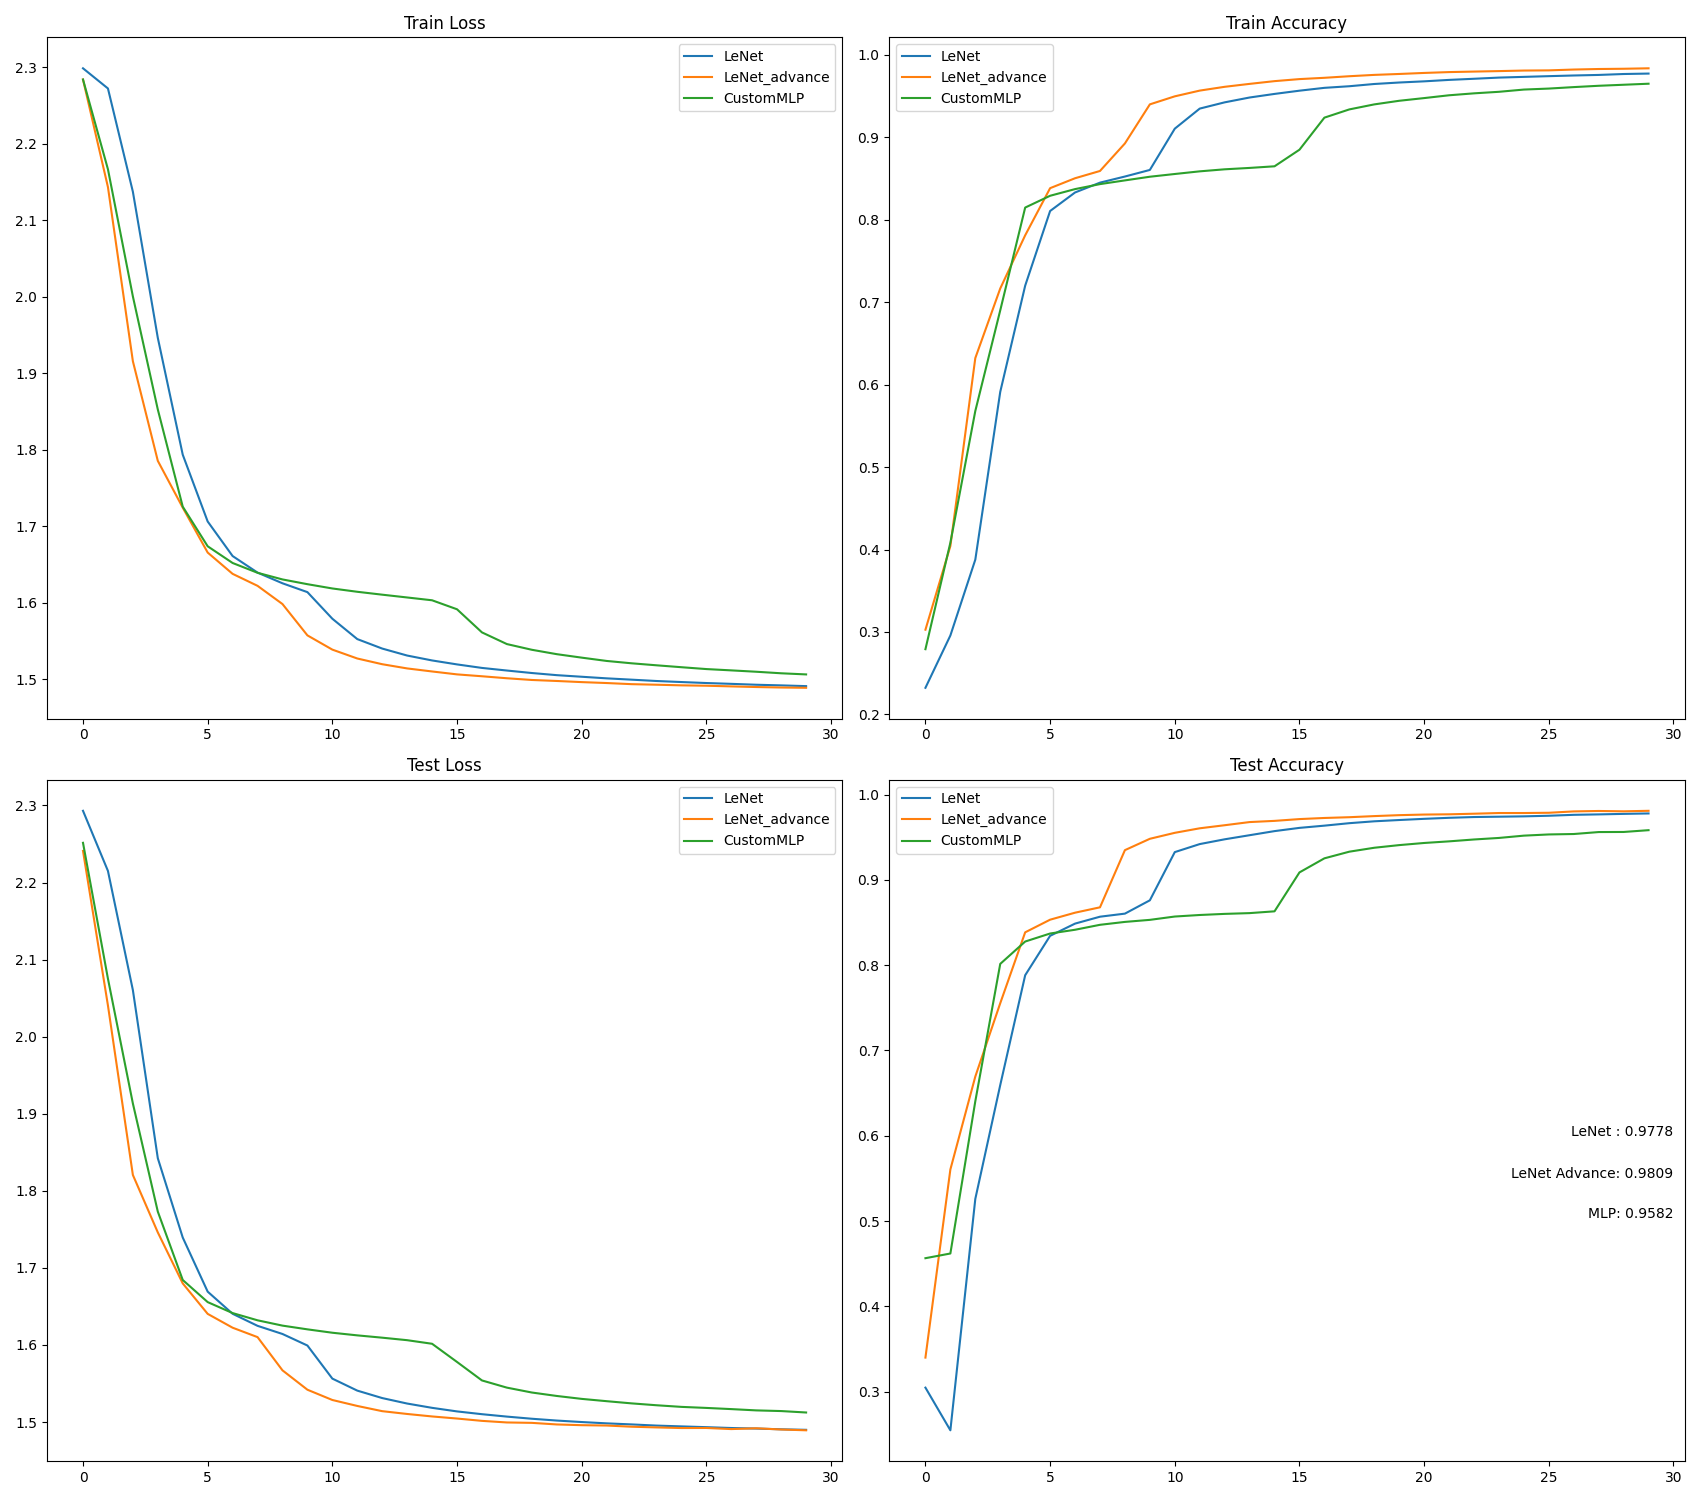 Train Loss
LeNet
LeNet_advance
CustomMLP
2.3
2.2
2.1
2.0
1.9
1.8
1.7
1.6
1.5
0 5 10 15 20 25 30
Train Accuracy
LeNet
LeNet_advance
CustomMLP
1.0
0.9
0.8
0.7
0.6
0.5
0.4
0.3
0.2
0 5 10 15 20 25 30
Test Loss
LeNet
LeNet_advance
CustomMLP
2.3
2.2
2.1
2.0
1.9
1.8
1.7
1.6
1.5
0 5 10 15 20 25 30
Test Accuracy
LeNet
LeNet_advance
CustomMLP
1.0
0.9
0.8
0.7
0.6
0.5
0.4
0.3
LeNet : 0.9778
LeNet Advance: 0.9809
MLP: 0.9582
0 5 10 15 20 25 30